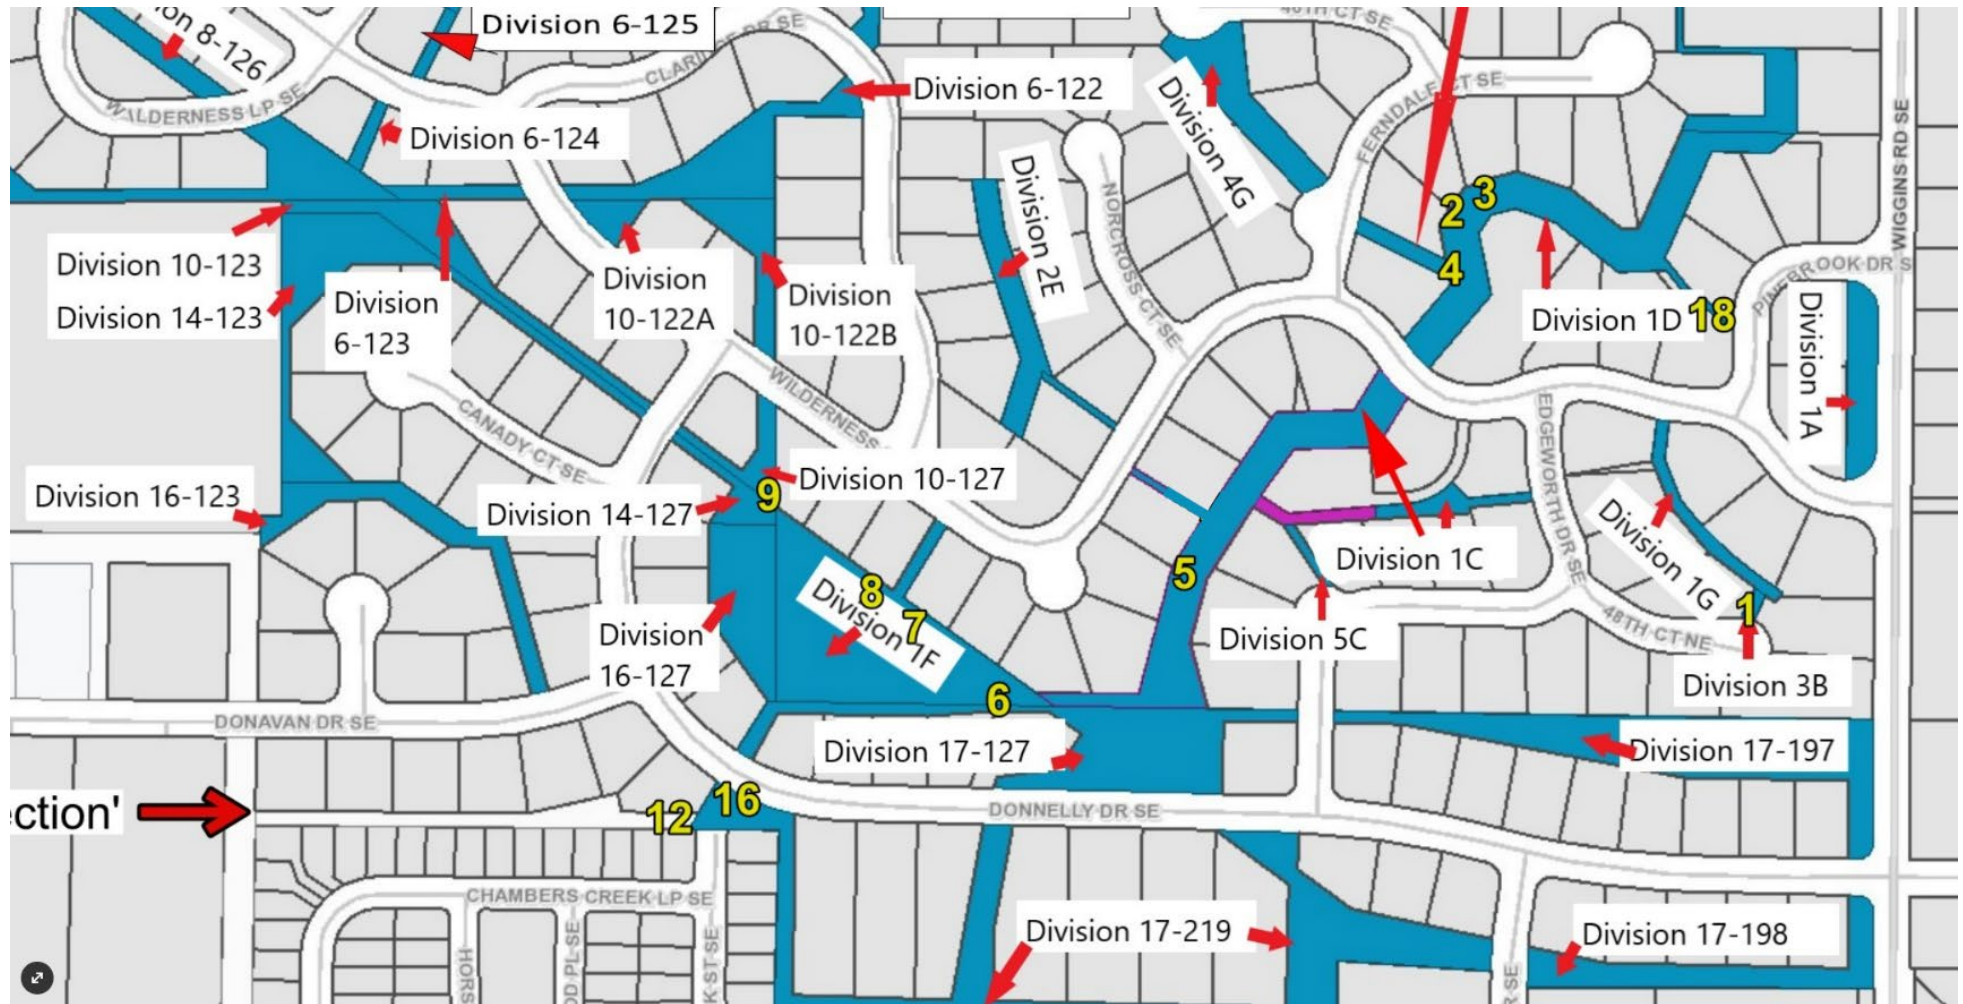 Division 6-125
8-126
WILDERNESS LP SE
Division 6-124
Division 6-122
Division 4G
FERNDALE CT SE
WIGGINS RD SE
Division 2E
NORCROSS CT SE
2
3
4
Division 10-123
Division 14-123
Division
6-123
Division
10-122A
Division
10-122B
Division 1D
18
Division 1A
CANADY CT SE
WILDERNESS
EDGEWORTH DR SE
Division 16-123
Division 14-127
9
Division 10-127
Division 1C
Division 1G
5
8
7
Division 1F
1
48TH CT NE
Division
16-127
Division 5C
Division 3B
6
DONAVAN DR SE
Division 17-127
Division 17-197
ction'
12
16
DONNELLY DR SE
CHAMBERS CREEK LP SE
Division 17-219
Division 17-198